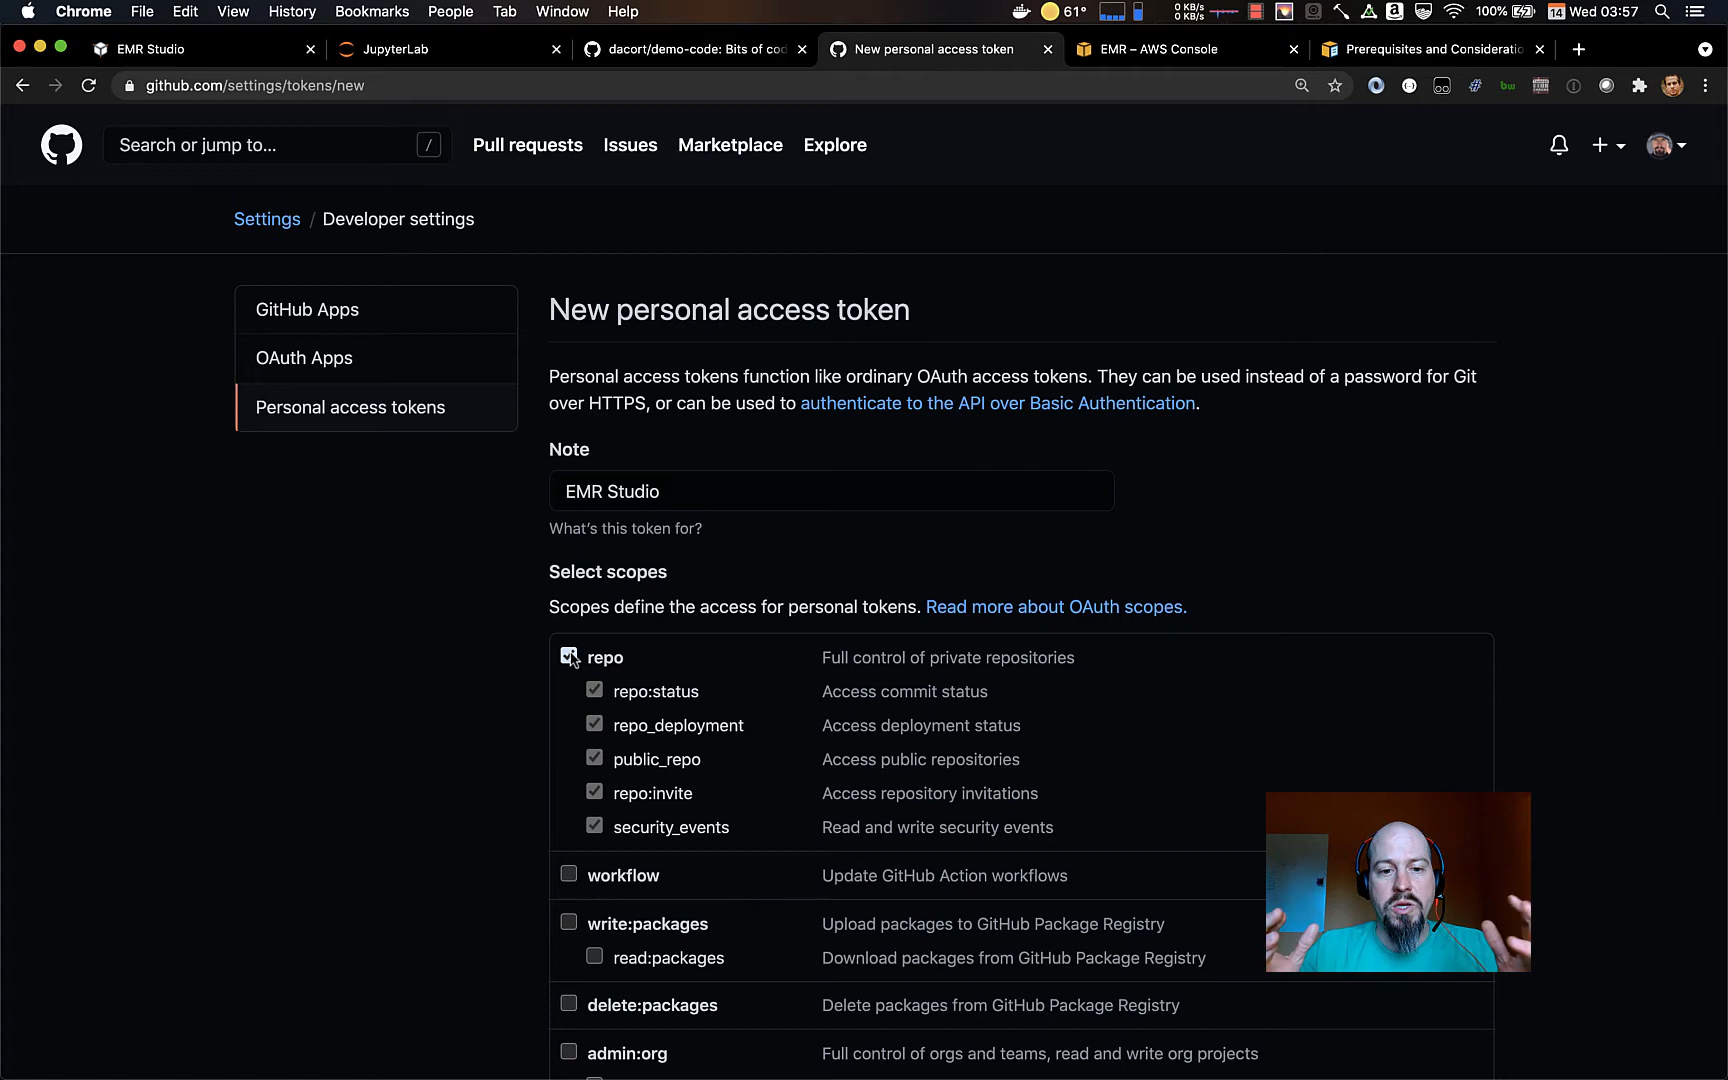 Chrome File Edit View History Bookmarks People Tab Window Help 61° 0 KB/s 0 KB/s 100% 14 Wed 03:57
EMR Studio JupyterLab dacort/demo-code: Bits of cod New personal access token EMR – AWS Console Prerequisites and Consideratio
github.com/settings/tokens/new
Search or jump to... / Pull requests Issues Marketplace Explore
Settings / Developer settings
GitHub Apps
OAuth Apps
Personal access tokens
New personal access token
Personal access tokens function like ordinary OAuth access tokens. They can be used instead of a password for Git
over HTTPS, or can be used to authenticate to the API over Basic Authentication.
Note
EMR Studio
What's this token for?
Select scopes
Scopes define the access for personal tokens. Read more about OAuth scopes.
repo Full control of private repositories
repo:status Access commit status
repo_deployment Access deployment status
public_repo Access public repositories
repo:invite Access repository invitations
security_events Read and write security events
workflow Update GitHub Action workflows
write:packages Upload packages to GitHub Package Registry
read:packages Download packages from GitHub Package Registry
delete:packages Delete packages from GitHub Package Registry
admin:org Full control of orgs and teams, read and write org projects